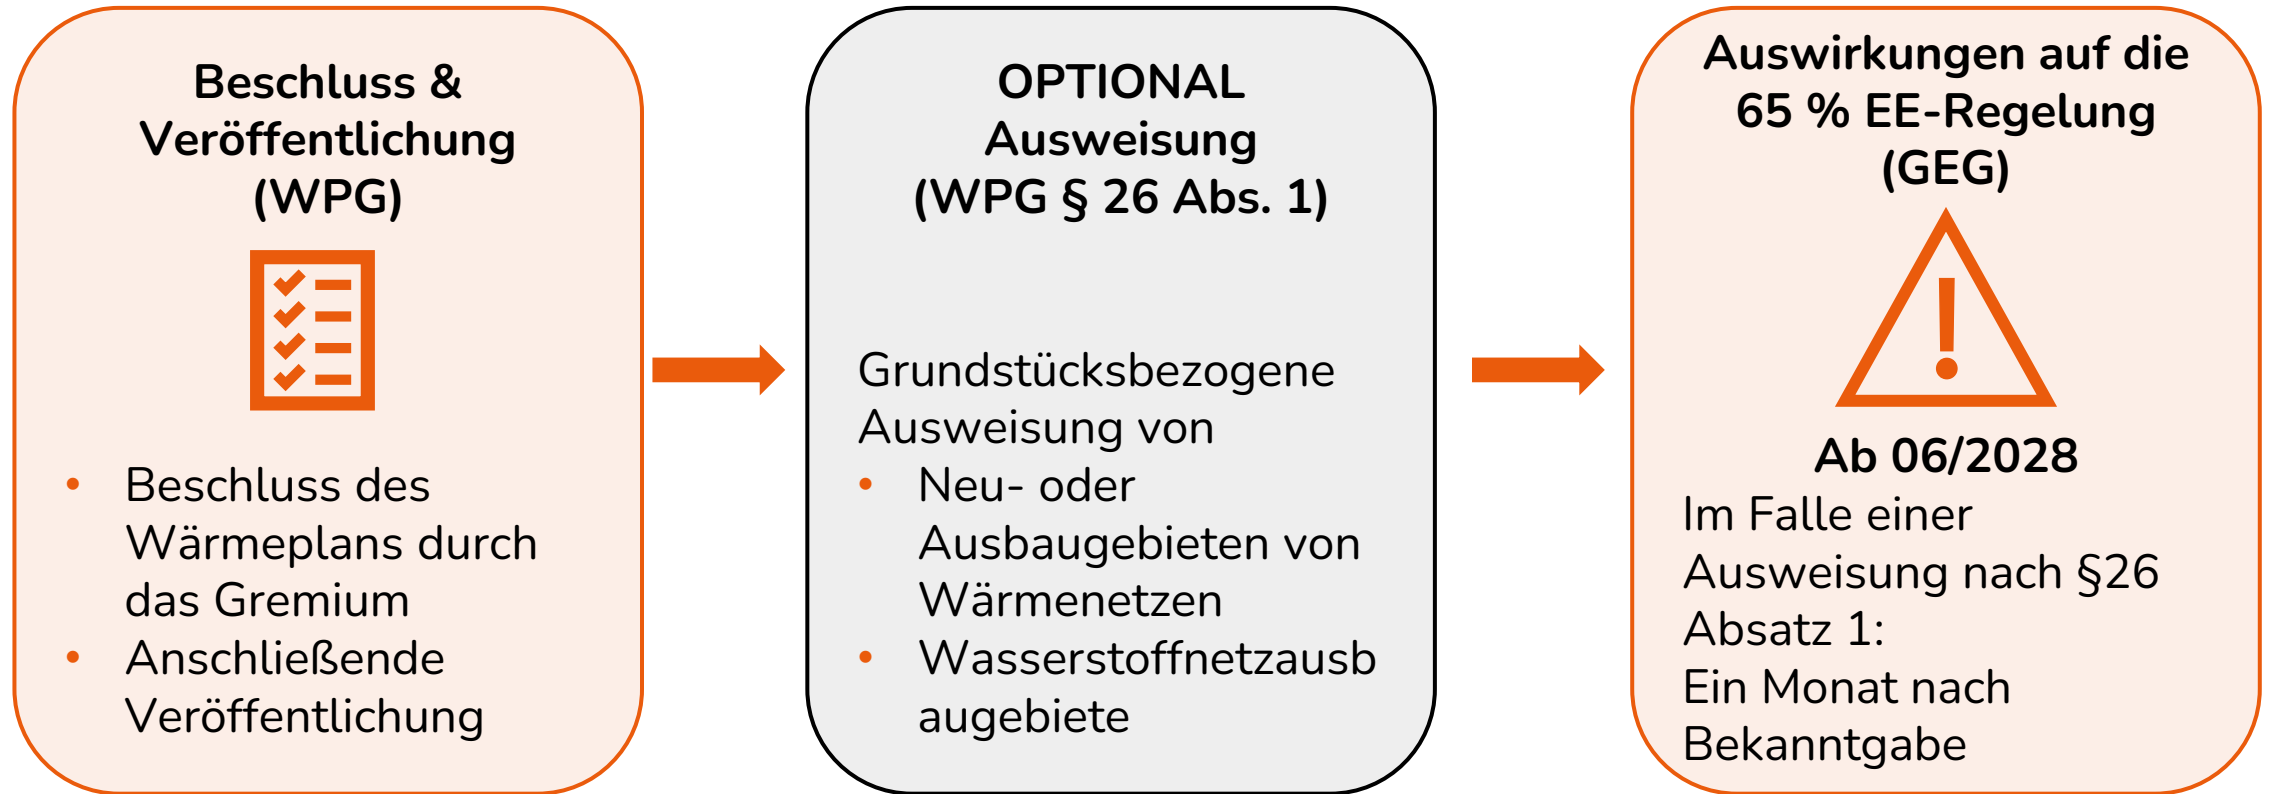 Beschluss &
Veröffentlichung
(WPG)
• Beschluss des
Wärmeplans durch
das Gremium
• Anschließende
Veröffentlichung
OPTIONAL
Ausweisung
(WPG § 26 Abs. 1)
Grundstücksbezogene
Ausweisung von
• Neu- oder
Ausbaugebieten von
Wärmenetzen
• Wasserstoffnetzausb
augebiete
Auswirkungen auf die
65 % EE-Regelung
(GEG)
Ab 06/2028
Im Falle einer
Ausweisung nach §26
Absatz 1:
Ein Monat nach
Bekanntgabe